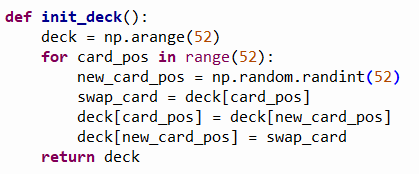 def init_deck():
    deck = np.arange(52)
    for card_pos in range(52):
        new_card_pos = np.random.randint(52)
        swap_card = deck[card_pos]
        deck[card_pos] = deck[new_card_pos]
        deck[new_card_pos] = swap_card
    return deck